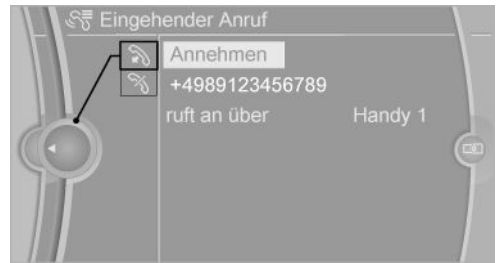 Eingehender Anruf
Annehmen
+4989123456789
ruft an über Handy 1